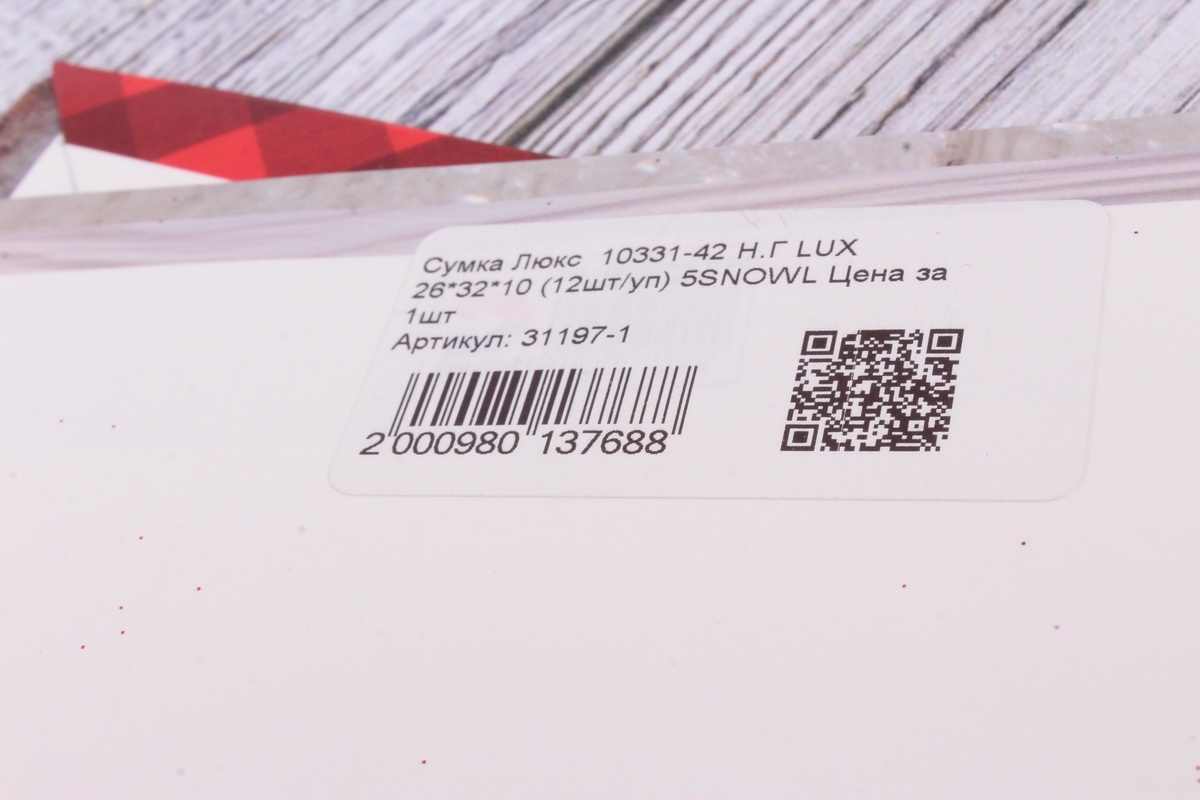 Сумка Люкс 10331-42 Н.Г LUX
26*32*10 (12шт/уп) 5SNOWL Цена за
1шт
Артикул: 31197-1
2 000980 137688